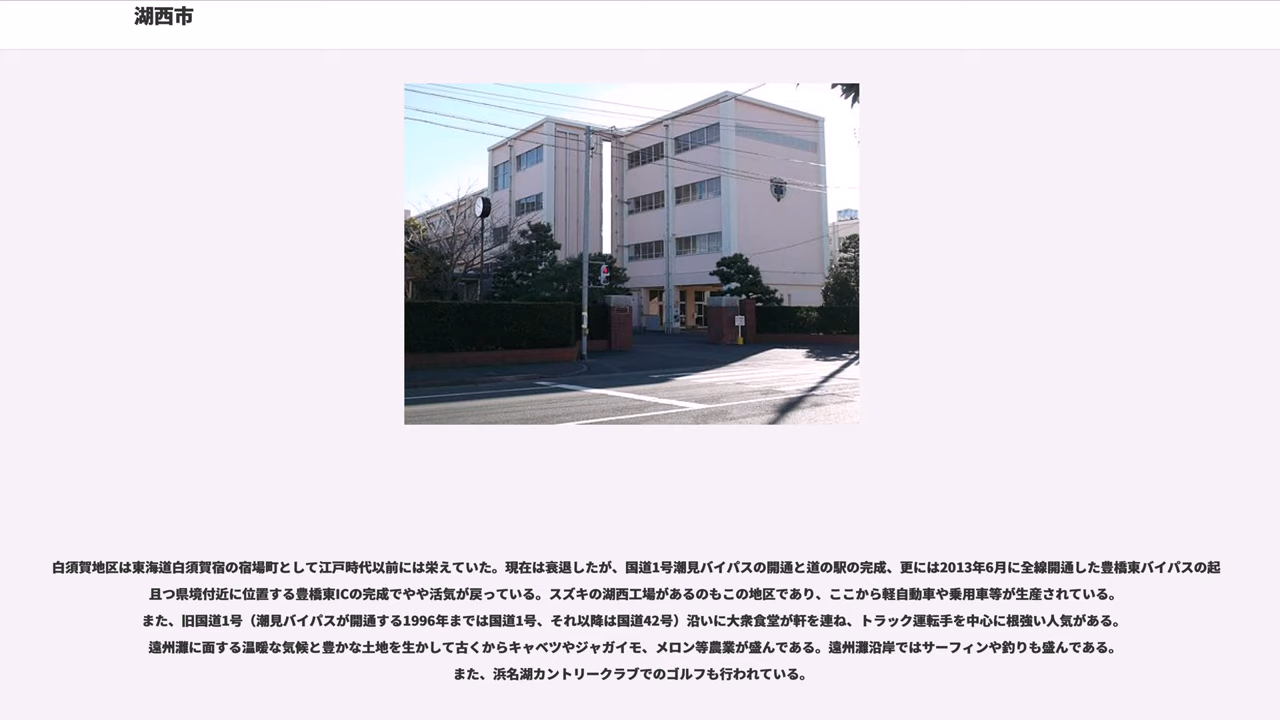 湖西市
白須賀地区は東海道白須賀宿の宿場町として江戸時代以前には栄えていた。現在は衰退したが、国道1号潮見バイパスの開通と道の駅の完成、更には2013年6月に全線開通した豊橋東バイパスの起
且つ県境付近に位置する豊橋東ICの完成でやや活気が戻っている。スズキの湖西工場があるのもこの地区であり、ここから軽自動車や乗用車等が生産されている。
また、旧国道1号（潮見バイパスが開通する1996年までは国道1号、それ以降は国道42号）沿いに大衆食堂が軒を連ね、トラック運転手を中心に根強い人気がある。
遠州灘に面する温暖な気候と豊かな土地を生かして古くからキャベツやジャガイモ、メロン等農業が盛んである。遠州灘沿岸ではサーフィンや釣りも盛んである。
また、浜名湖カントリークラブでのゴルフも行われている。